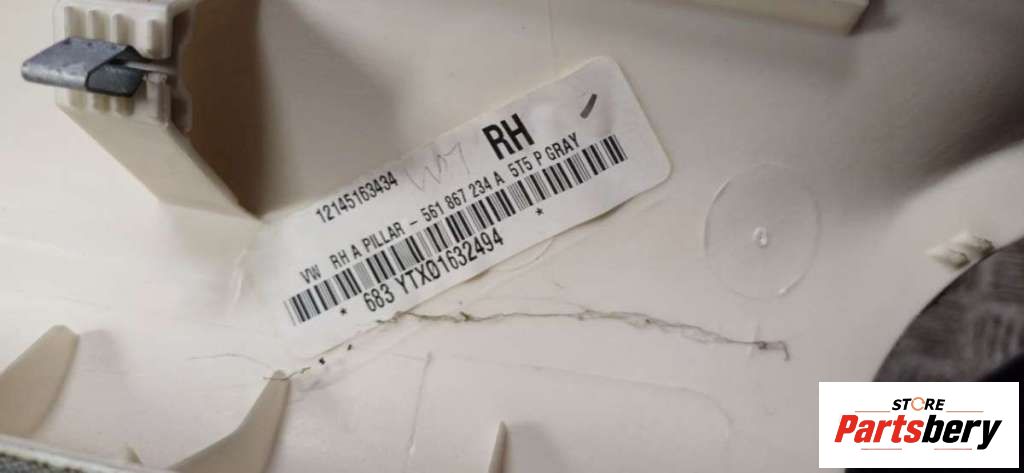 RH
12145163434
VW RH A PILLAR - 561 867 234 A 5T5 P GRAY
* 683 YTX01632494 *
STORE
Partsbery